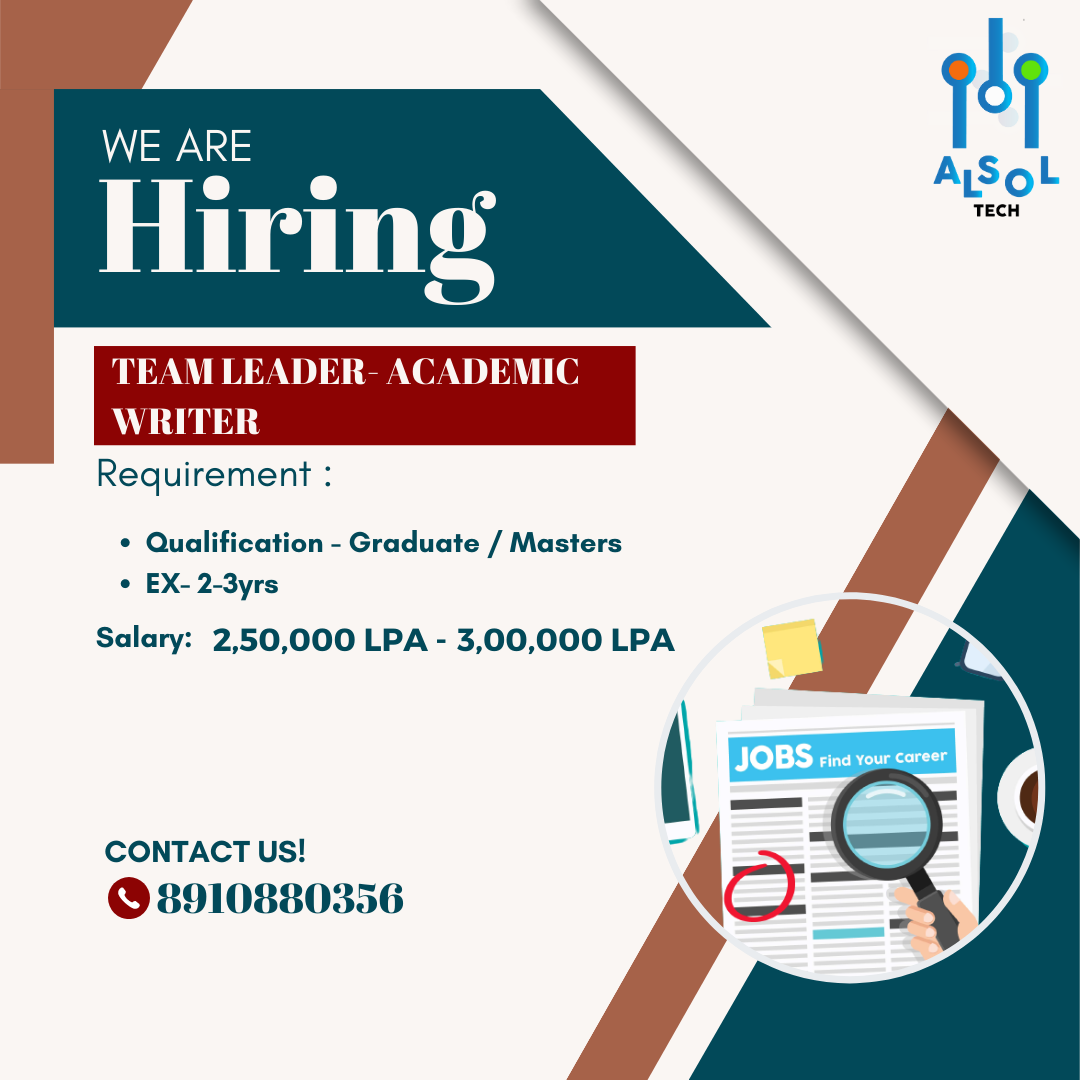 ALSOL
TECH
WE ARE
Hiring
TEAM LEADER- ACADEMIC
WRITER
Requirement :
• Qualification - Graduate / Masters
• EX- 2-3yrs
Salary: 2,50,000 LPA - 3,00,000 LPA
JOBS Find Your Career
CONTACT US!
8910880356